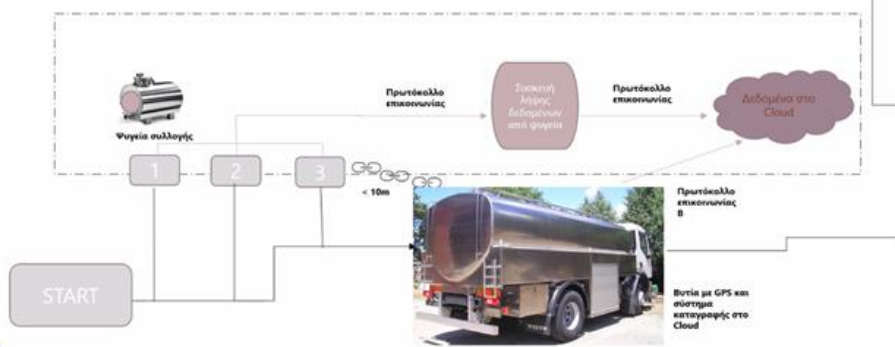 Πρωτόκολλο
επικοινωνίας
Συσκευή
λήψης
δεδομένων
από ψυγεία
Πρωτόκολλο
επικοινωνίας
Δεδομένα στο
Cloud
Ψυγεία συλλογής
1
2
3
< 10m
Πρωτόκολλο
επικοινωνίας
B
START
Βυτία με GPS και
σύστημα
καταγραφής στο
Cloud